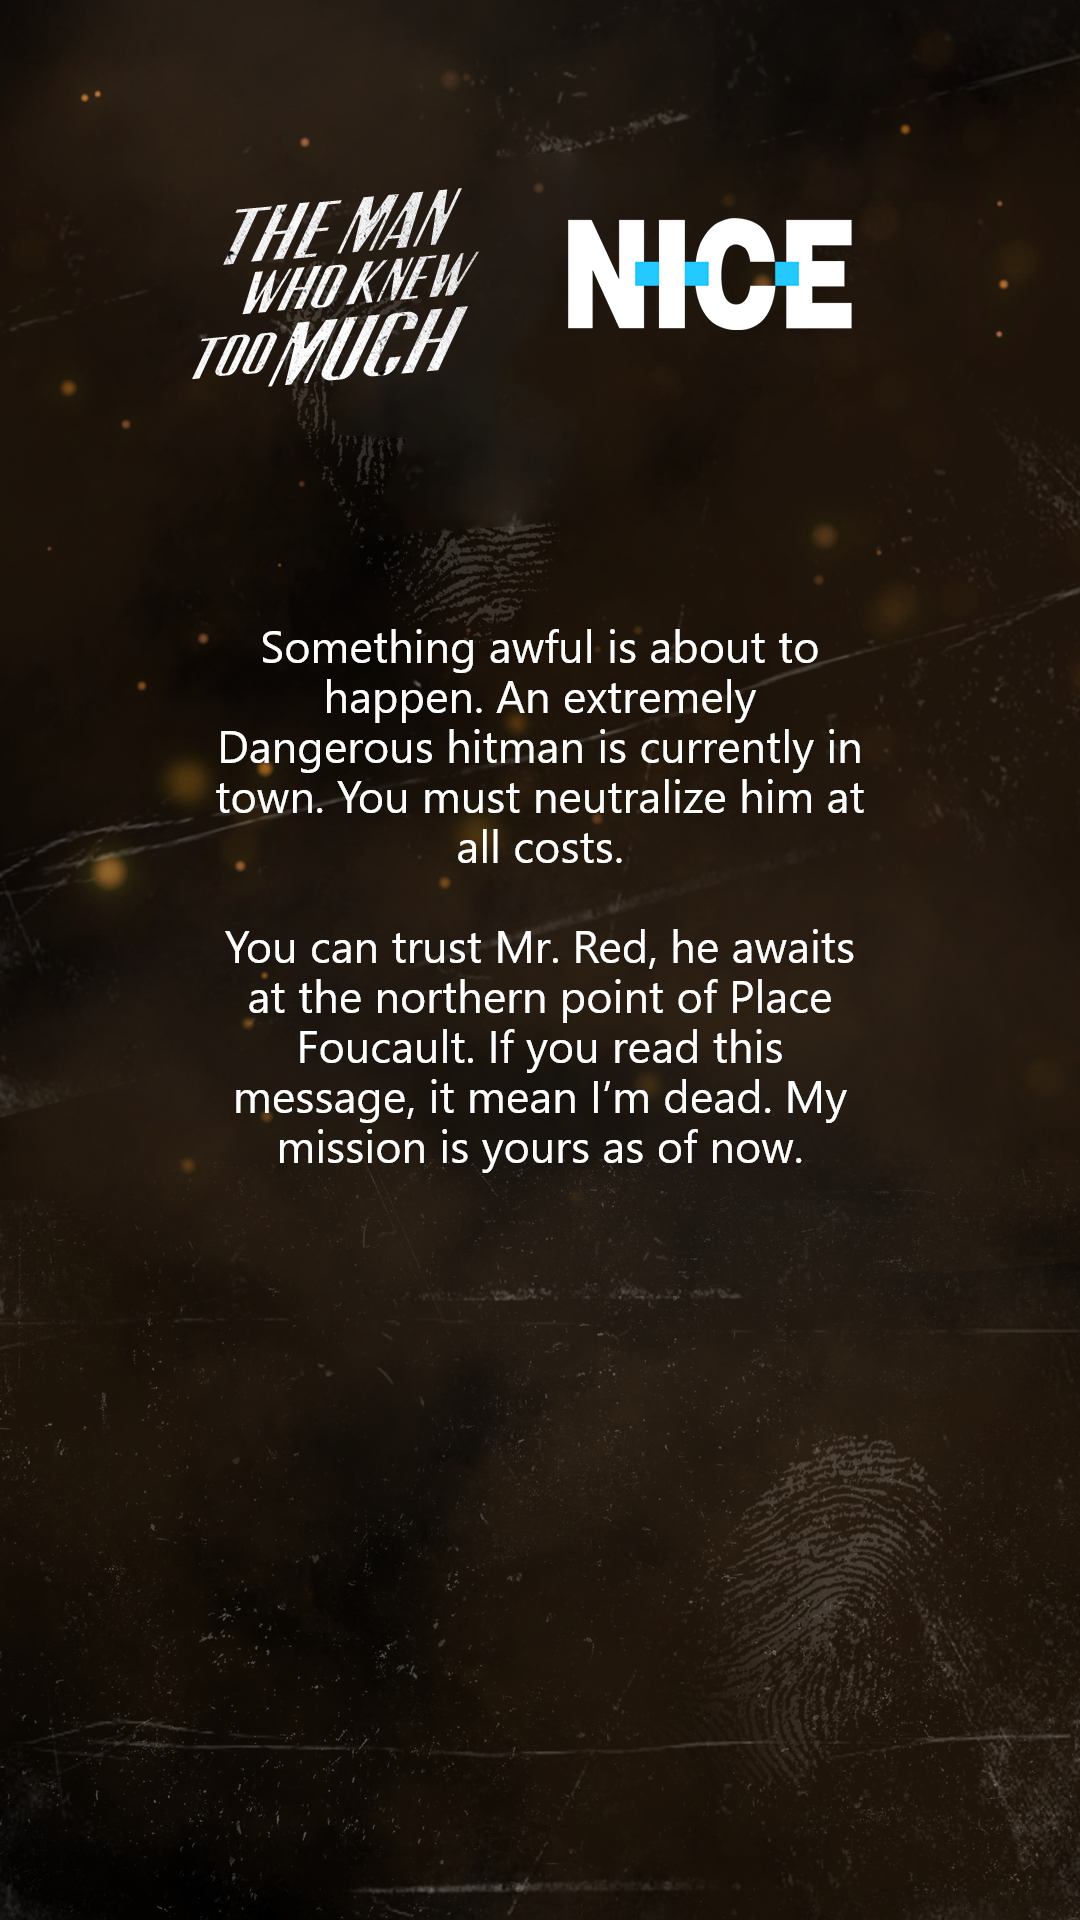 THE MAN
WHO KNEW
TOO MUCH
NICE
Something awful is about to
happen. An extremely
Dangerous hitman is currently in
town. You must neutralize him at
all costs.
You can trust Mr. Red, he awaits
at the northern point of Place
Foucault. If you read this
message, it mean I’m dead. My
mission is yours as of now.